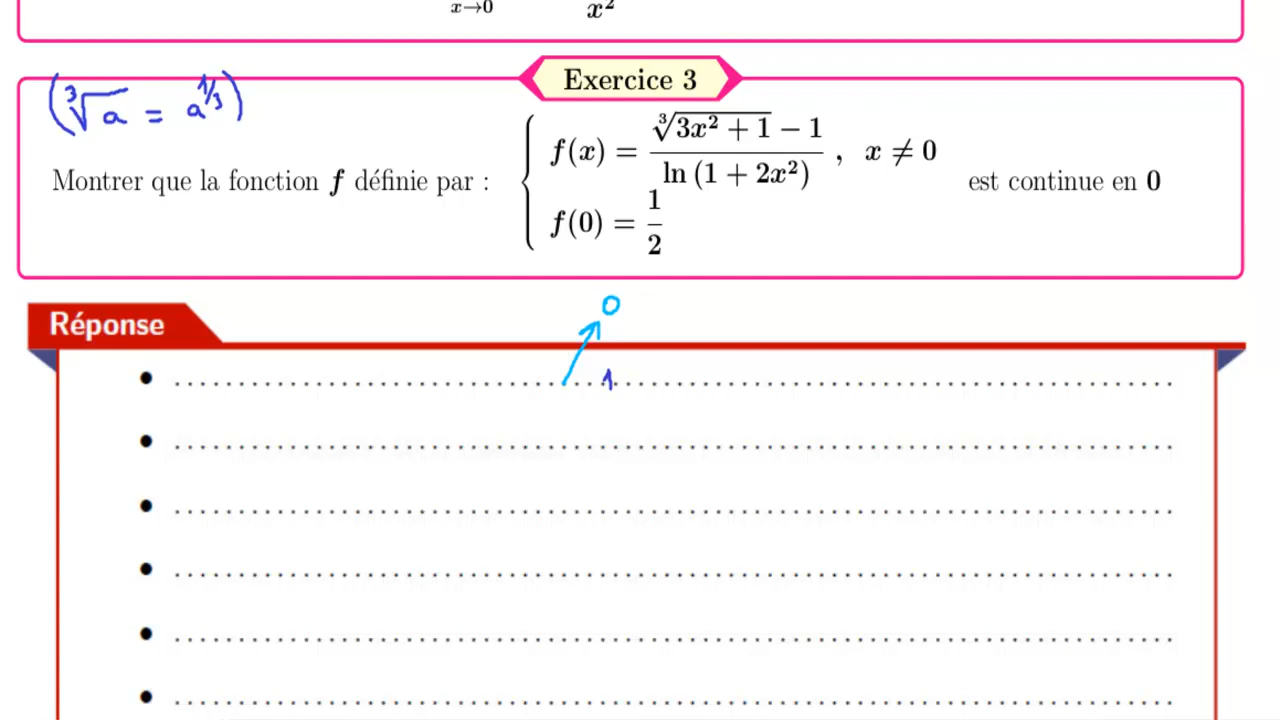 x→0 x²
Exercice 3
(∛a = a^{1/3})
Montrer que la fonction f définie par : { f(x) = (∛(3x² + 1) − 1) / (ln (1 + 2x²)) , x ≠ 0 est continue en 0
f(0) = 1/2
0
Réponse
• ........................ 1 ........................
• ........................
• ........................
• ........................
• ........................
• ........................